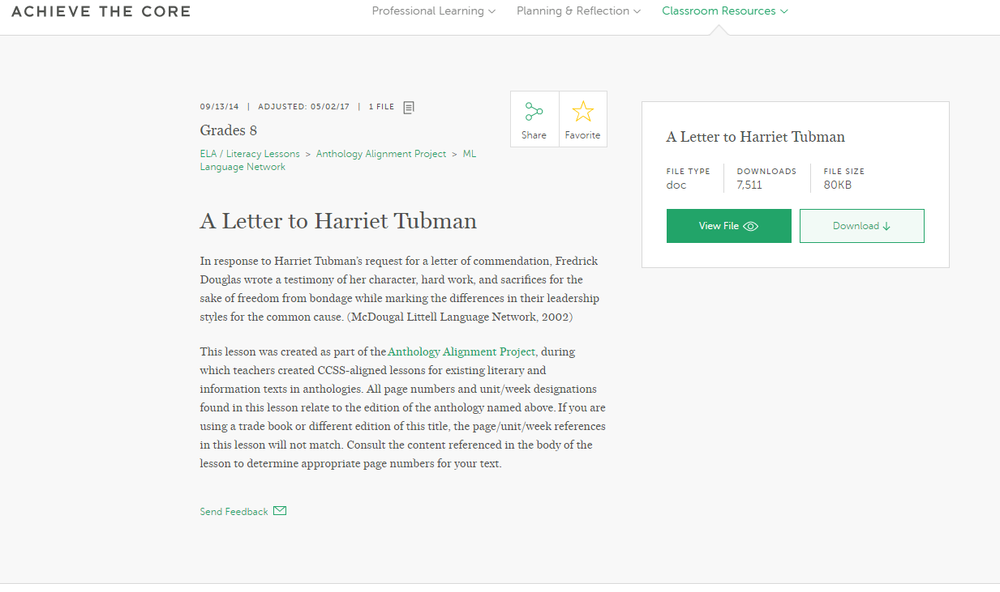 ACHIEVE THE CORE
Professional Learning
Planning & Reflection
Classroom Resources
09/13/14 | ADJUSTED: 05/02/17 | 1 FILE
Grades 8
ELA / Literacy Lessons > Anthology Alignment Project > ML
Language Network
Share
Favorite
A Letter to Harriet Tubman
In response to Harriet Tubman's request for a letter of commendation, Fredrick
Douglas wrote a testimony of her character, hard work, and sacrifices for the
sake of freedom from bondage while marking the differences in their leadership
styles for the common cause. (McDougal Littell Language Network, 2002)
This lesson was created as part of the Anthology Alignment Project, during
which teachers created CCSS-aligned lessons for existing literary and
information texts in anthologies. All page numbers and unit/week designations
found in this lesson relate to the edition of the anthology named above. If you are
using a trade book or different edition of this title, the page/unit/week references
in this lesson will not match. Consult the content referenced in the body of the
lesson to determine appropriate page numbers for your text.
Send Feedback
A Letter to Harriet Tubman
FILE TYPE
doc
DOWNLOADS
7,511
FILE SIZE
80KB
View File
Download